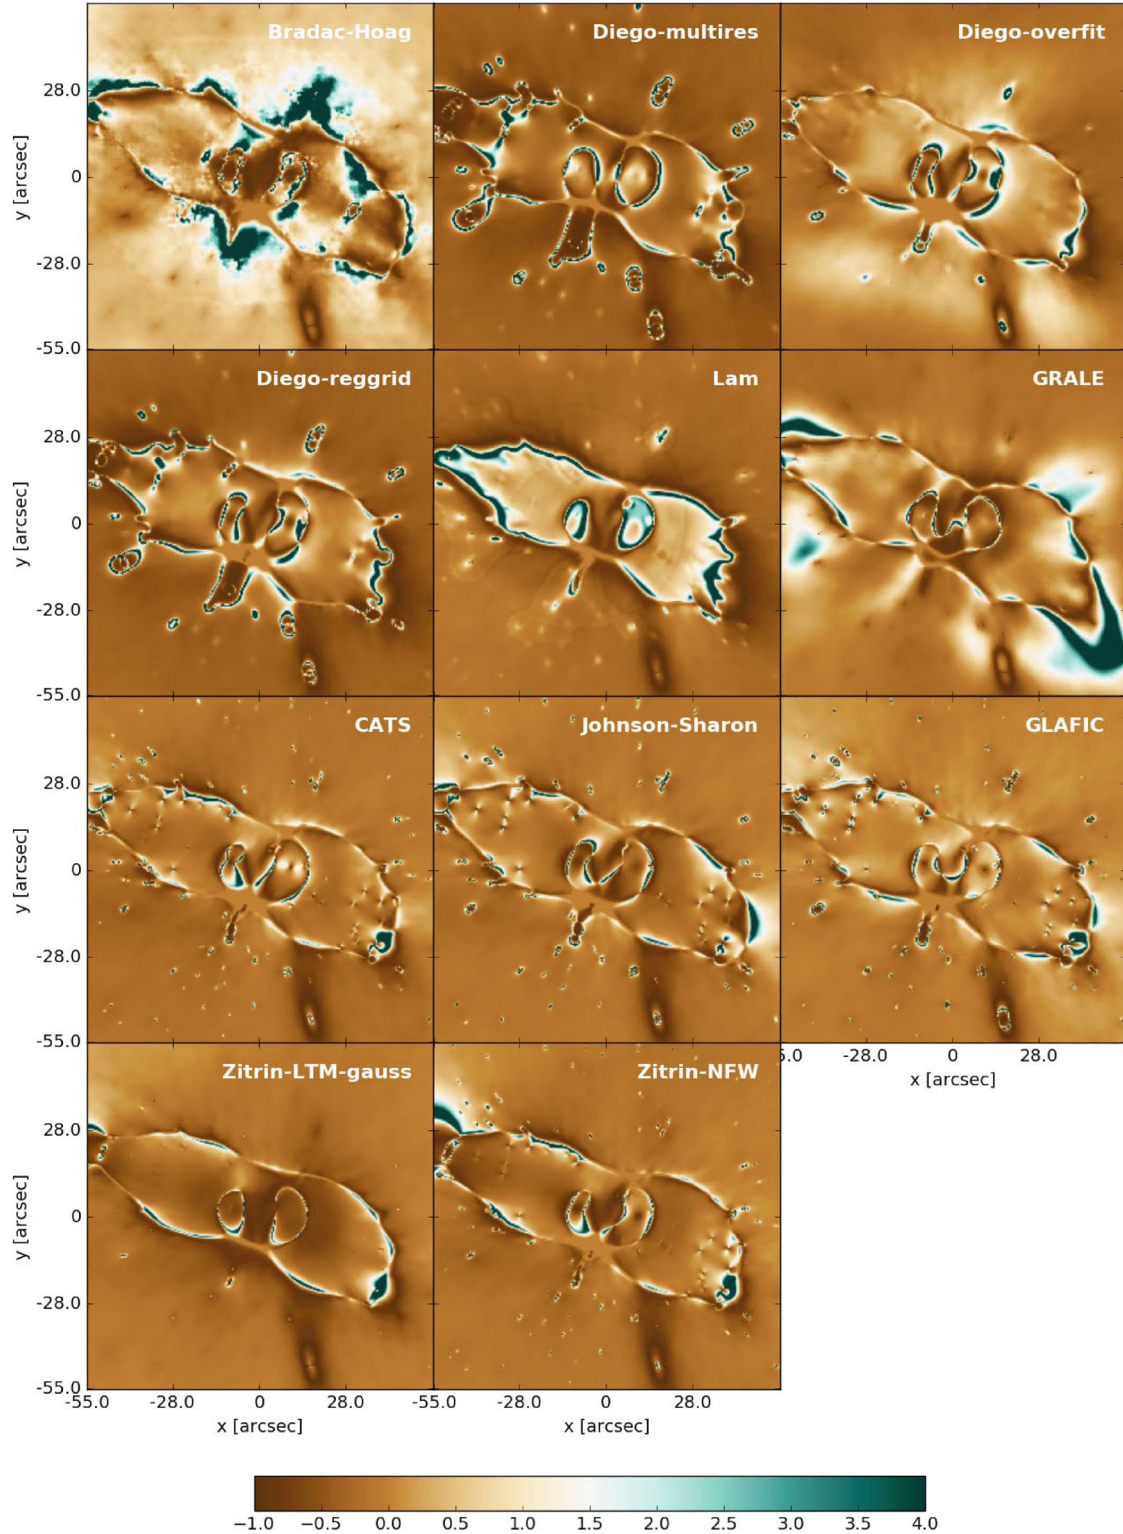 Bradac-Hoag
Diego-multires
Diego-overfit
28.0
0
-28.0
-55.0
y [arcsec]
Diego-reggrid
Lam
GRALE
28.0
0
-28.0
-55.0
y [arcsec]
CATS
Johnson-Sharon
GLAFIC
28.0
0
-28.0
-55.0
y [arcsec]
5.0 -28.0 0 28.0
x [arcsec]
Zitrin-LTM-gauss
Zitrin-NFW
28.0
0
-28.0
-55.0
y [arcsec]
-55.0 -28.0 0 28.0 -55.0 -28.0 0 28.0
x [arcsec] x [arcsec]
−1.0 −0.5 0.0 0.5 1.0 1.5 2.0 2.5 3.0 3.5 4.0